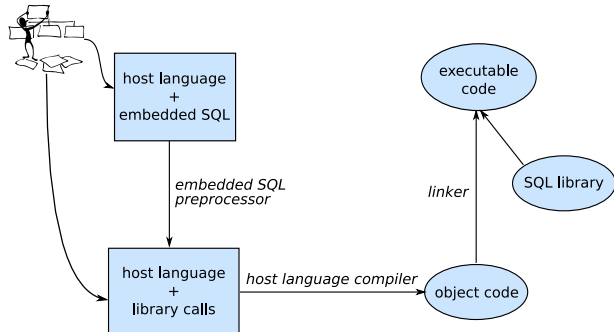 host language
+
embedded SQL
embedded SQL
preprocessor
host language
+
library calls
host language compiler
object code
linker
SQL library
executable
code